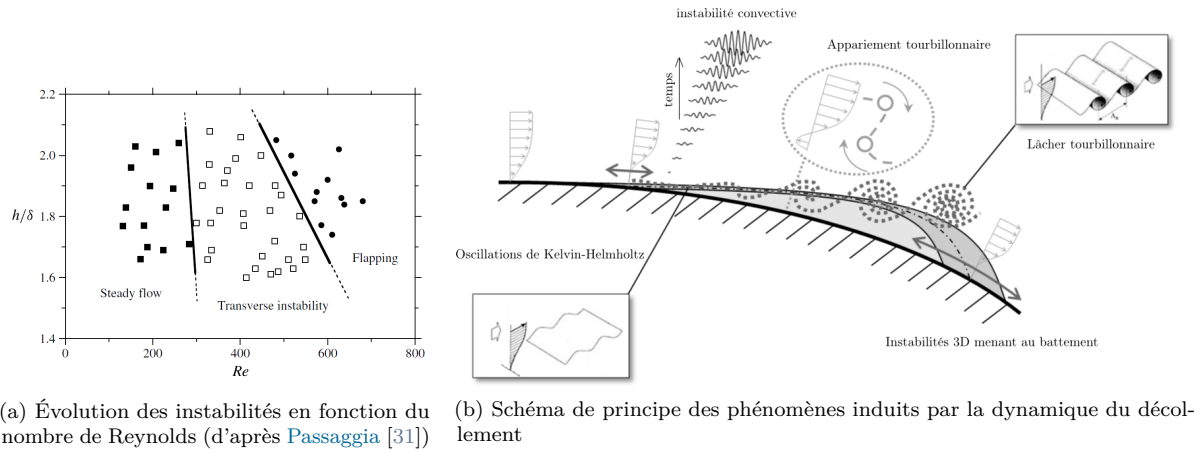 2.2
2.0
1.8
1.6
1.4
h/δ
0
200
400
600
800
Re
Steady flow
Transverse instability
Flapping
(a) Évolution des instabilités en fonction du
nombre de Reynolds (d'après Passaggia [31])
instabilité convective
temps
Appariement tourbillonnaire
Lâcher tourbillonnaire
Oscillations de Kelvin-Helmholtz
Instabilités 3D menant au battement
(b) Schéma de principe des phénomènes induits par la dynamique du décol-
lement